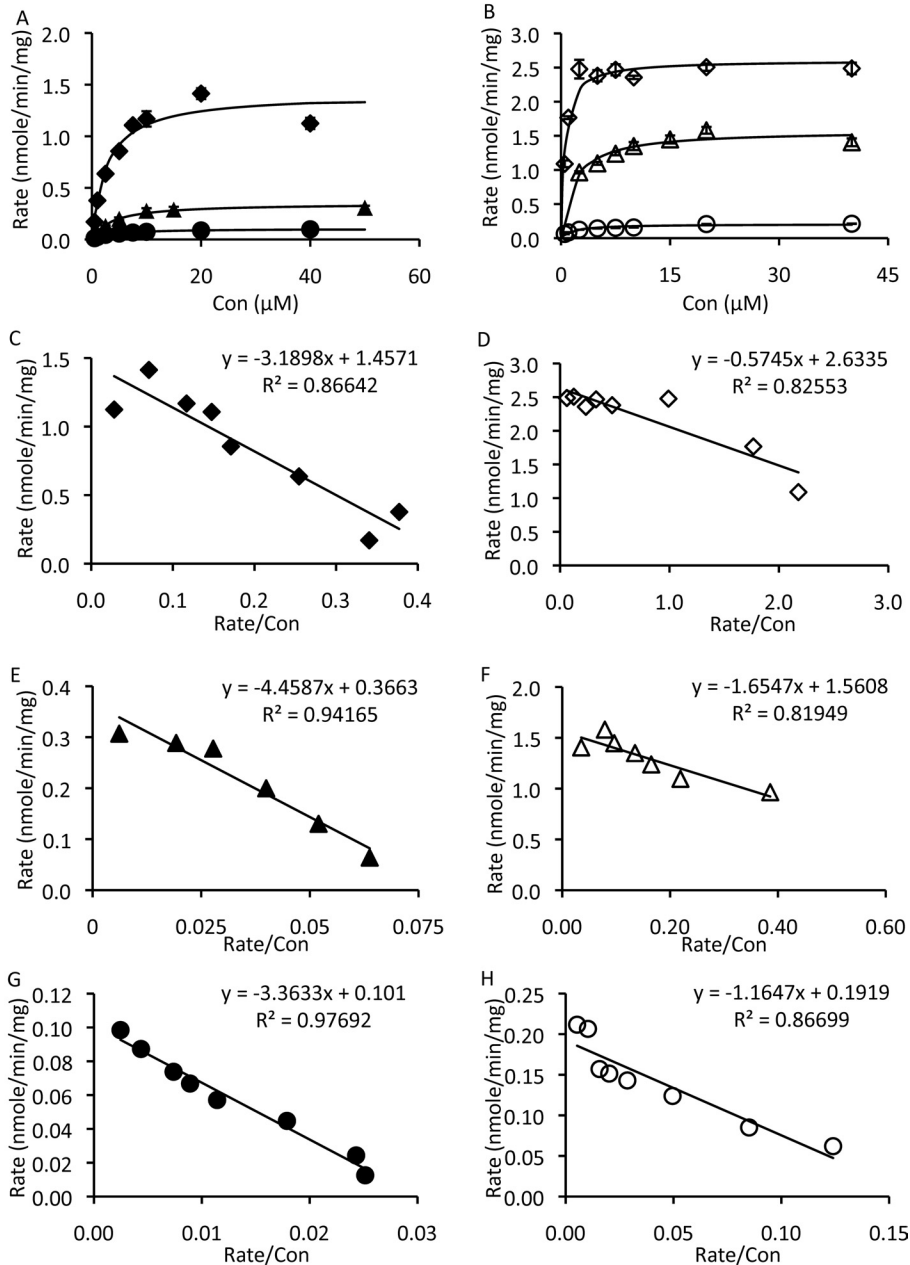 A
Rate (nmole/min/mg)
2.0
1.5
1.0
0.5
0.0
0
20
40
60
Con (µM)
B
Rate (nmole/min/mg)
3.0
2.5
2.0
1.5
1.0
0.5
0.0
0
15
30
45
Con (µM)
C
Rate (nmole/min/mg)
y = -3.1898x + 1.4571
R² = 0.86642
1.5
1.0
0.5
0.0
0.0
0.1
0.2
0.3
0.4
Rate/Con
D
Rate (nmole/min/mg)
y = -0.5745x + 2.6335
R² = 0.82553
3.0
2.5
2.0
1.5
1.0
0.5
0.0
0.0
1.0
2.0
3.0
Rate/Con
E
Rate (nmole/min/mg)
y = -4.4587x + 0.3663
R² = 0.94165
0.4
0.3
0.2
0.1
0.0
0
0.025
0.05
0.075
Rate/Con
F
Rate (nmole/min/mg)
y = -1.6547x + 1.5608
R² = 0.81949
2.0
1.5
1.0
0.5
0.0
0.00
0.20
0.40
0.60
Rate/Con
G
Rate (nmole/min/mg)
y = -3.3633x + 0.101
R² = 0.97692
0.12
0.10
0.08
0.06
0.04
0.02
0.00
0.00
0.01
0.02
0.03
Rate/Con
H
Rate (nmole/min/mg)
y = -1.1647x + 0.1919
R² = 0.86699
0.25
0.20
0.15
0.10
0.05
0.00
0.00
0.05
0.10
0.15
Rate/Con